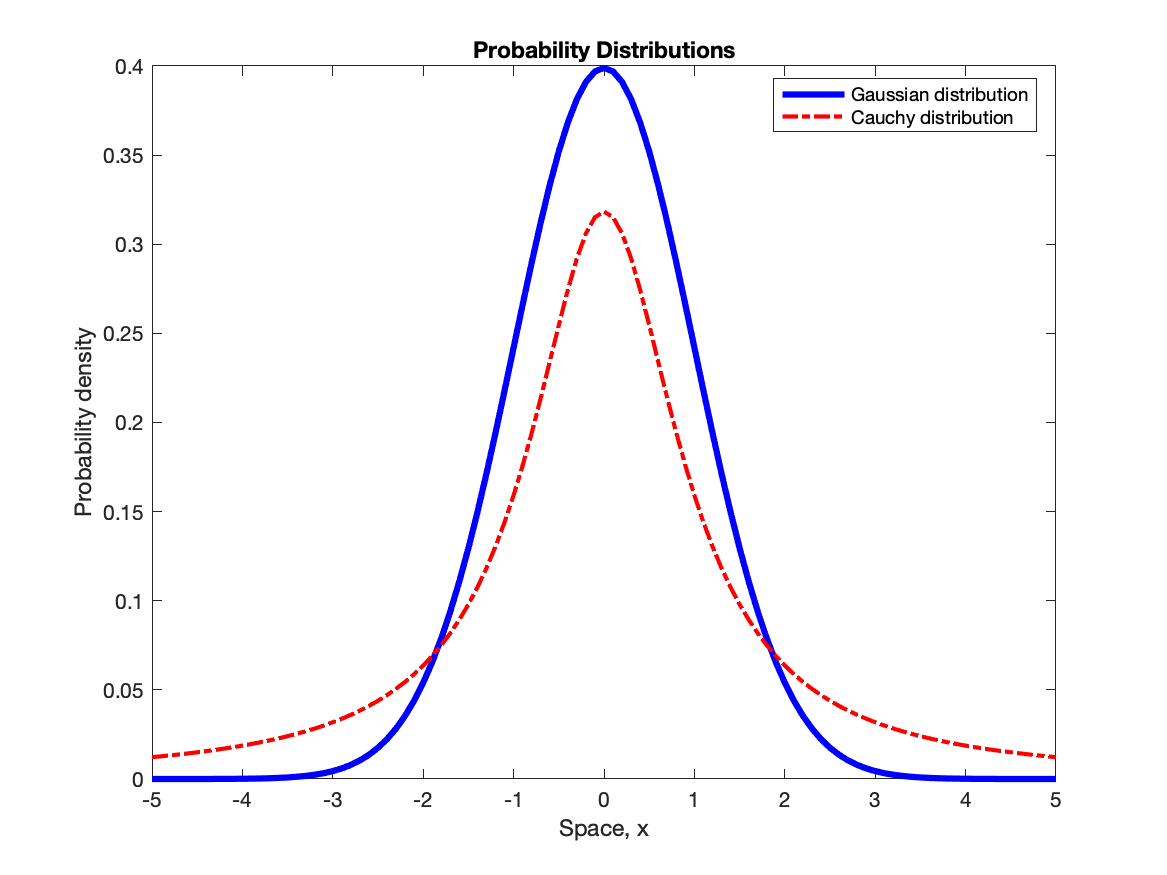 Probability Distributions
Gaussian distribution
Cauchy distribution
Probability density
0.4
0.35
0.3
0.25
0.2
0.15
0.1
0.05
0
-5 -4 -3 -2 -1 0 1 2 3 4 5
Space, x